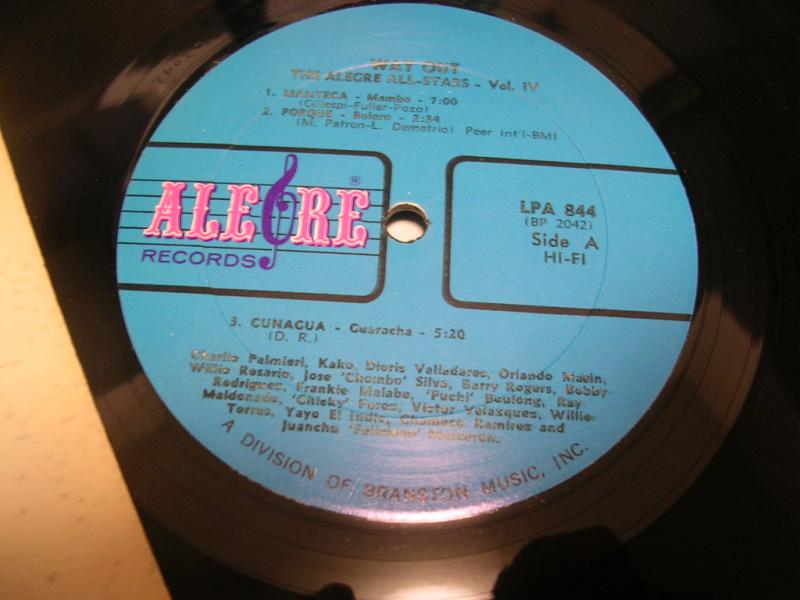 WAY OUT
THE ALEGRE ALL-STARS - Vol. IV
1. MANTECA - Mambo - 7:00
(Gillespi-Fuller-Pozo)
2. PORQUE - Bolero - 2:34
(M. Patron-L. Demetrio) Peer Int'l-BMI
ALEGRE ®
RECORDS
LPA 844
(BP 2042)
Side A
HI-FI
3. CUNAGUA - Guaracha - 5:20
(D. R.)
Charlie Palmieri, Kako, Dioris Valladares, Orlando Marin,
Willie Rosario, Jose 'Chombo' Silva, Barry Rogers, Bobby
Rodriguez, Frankie Malabe, 'Puchi' Boulong, Ray
Maldonado, 'Chicky' Perez, Victor Velasquez, Willie
Torres, Yayo El Indio, Chamaco Ramirez and
Juanchu
A DIVISION OF BRANSTON MUSIC, INC.